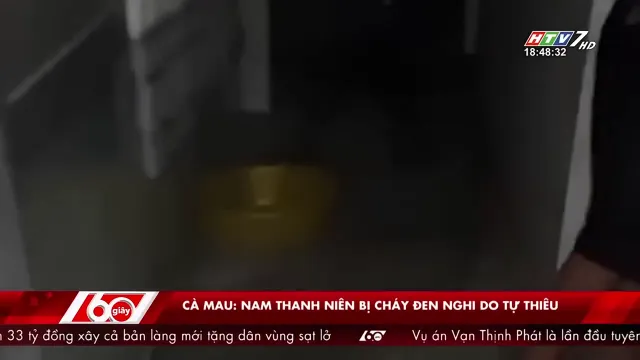 HTV7 HD
18:48:32
60 giây
CÀ MAU: NAM THANH NIÊN BỊ CHÁY ĐEN NGHI DO TỰ THIÊU
33 tỷ đồng xây cả bản làng mới tặng dân vùng sạt lở 60 Vụ án Vạn Thịnh Phát là lần đầu